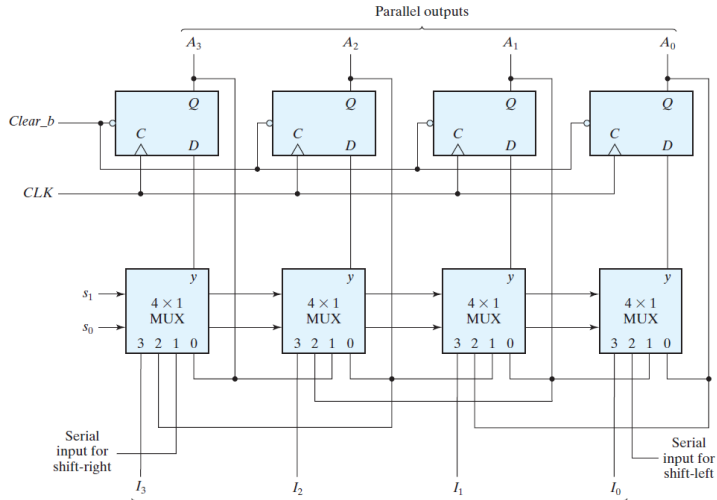 Parallel outputs
A₃ A₂ A₁ A₀
Q Q Q Q
Clear_b
C C C C
D D D D
CLK
y y y y
s₁
4 × 1 4 × 1 4 × 1 4 × 1
MUX MUX MUX MUX
s₀
3 2 1 0 3 2 1 0 3 2 1 0 3 2 1 0
Serial
input for
shift-right
Serial
input for
shift-left
I₃ I₂ I₁ I₀